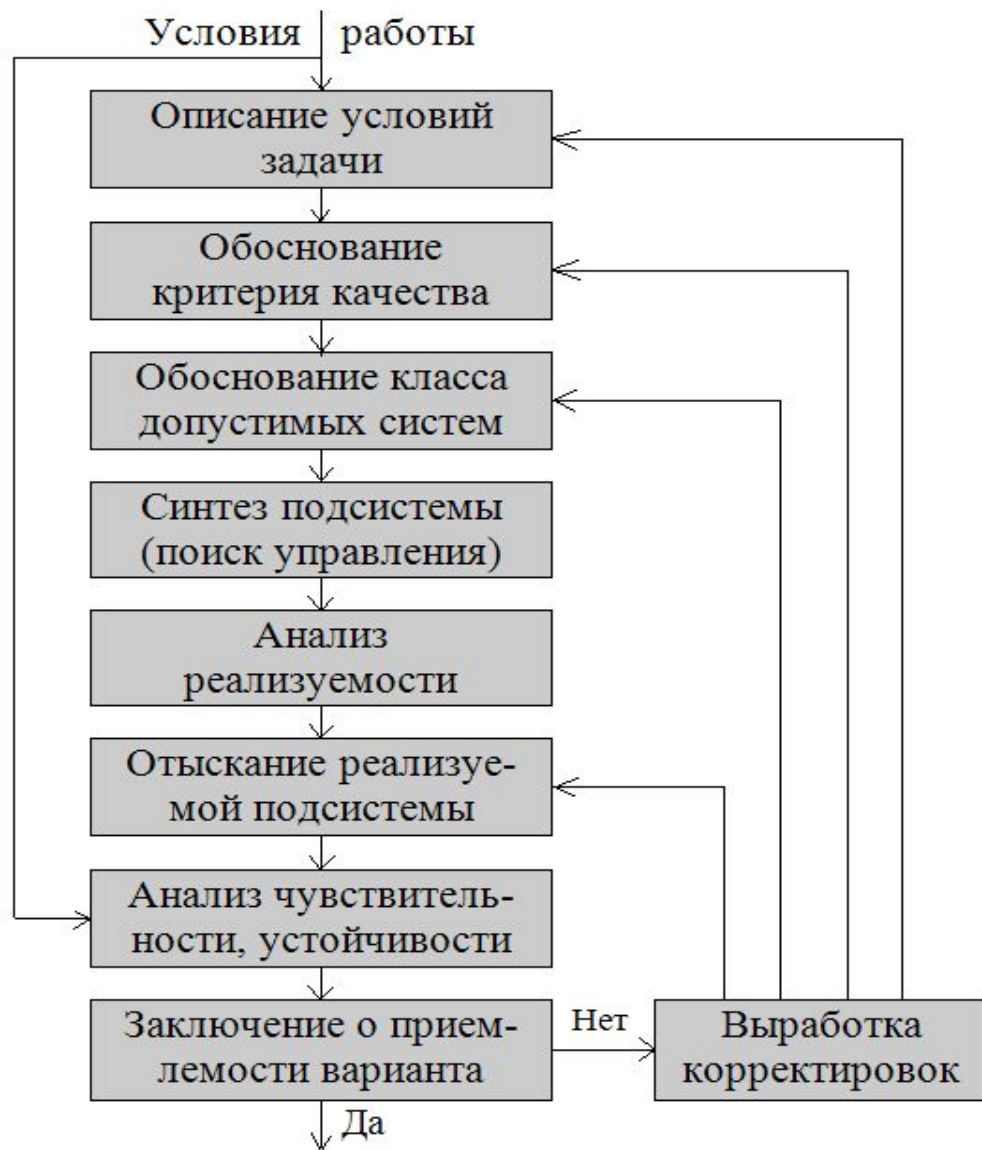 Условия работы
Описание условий
задачи
Обоснование
критерия качества
Обоснование класса
допустимых систем
Синтез подсистемы
(поиск управления)
Анализ
реализуемости
Отыскание реализуе-
мой подсистемы
Анализ чувствитель-
ности, устойчивости
Заключение о прием-
лемости варианта
Нет
Выработка
корректировок
Да